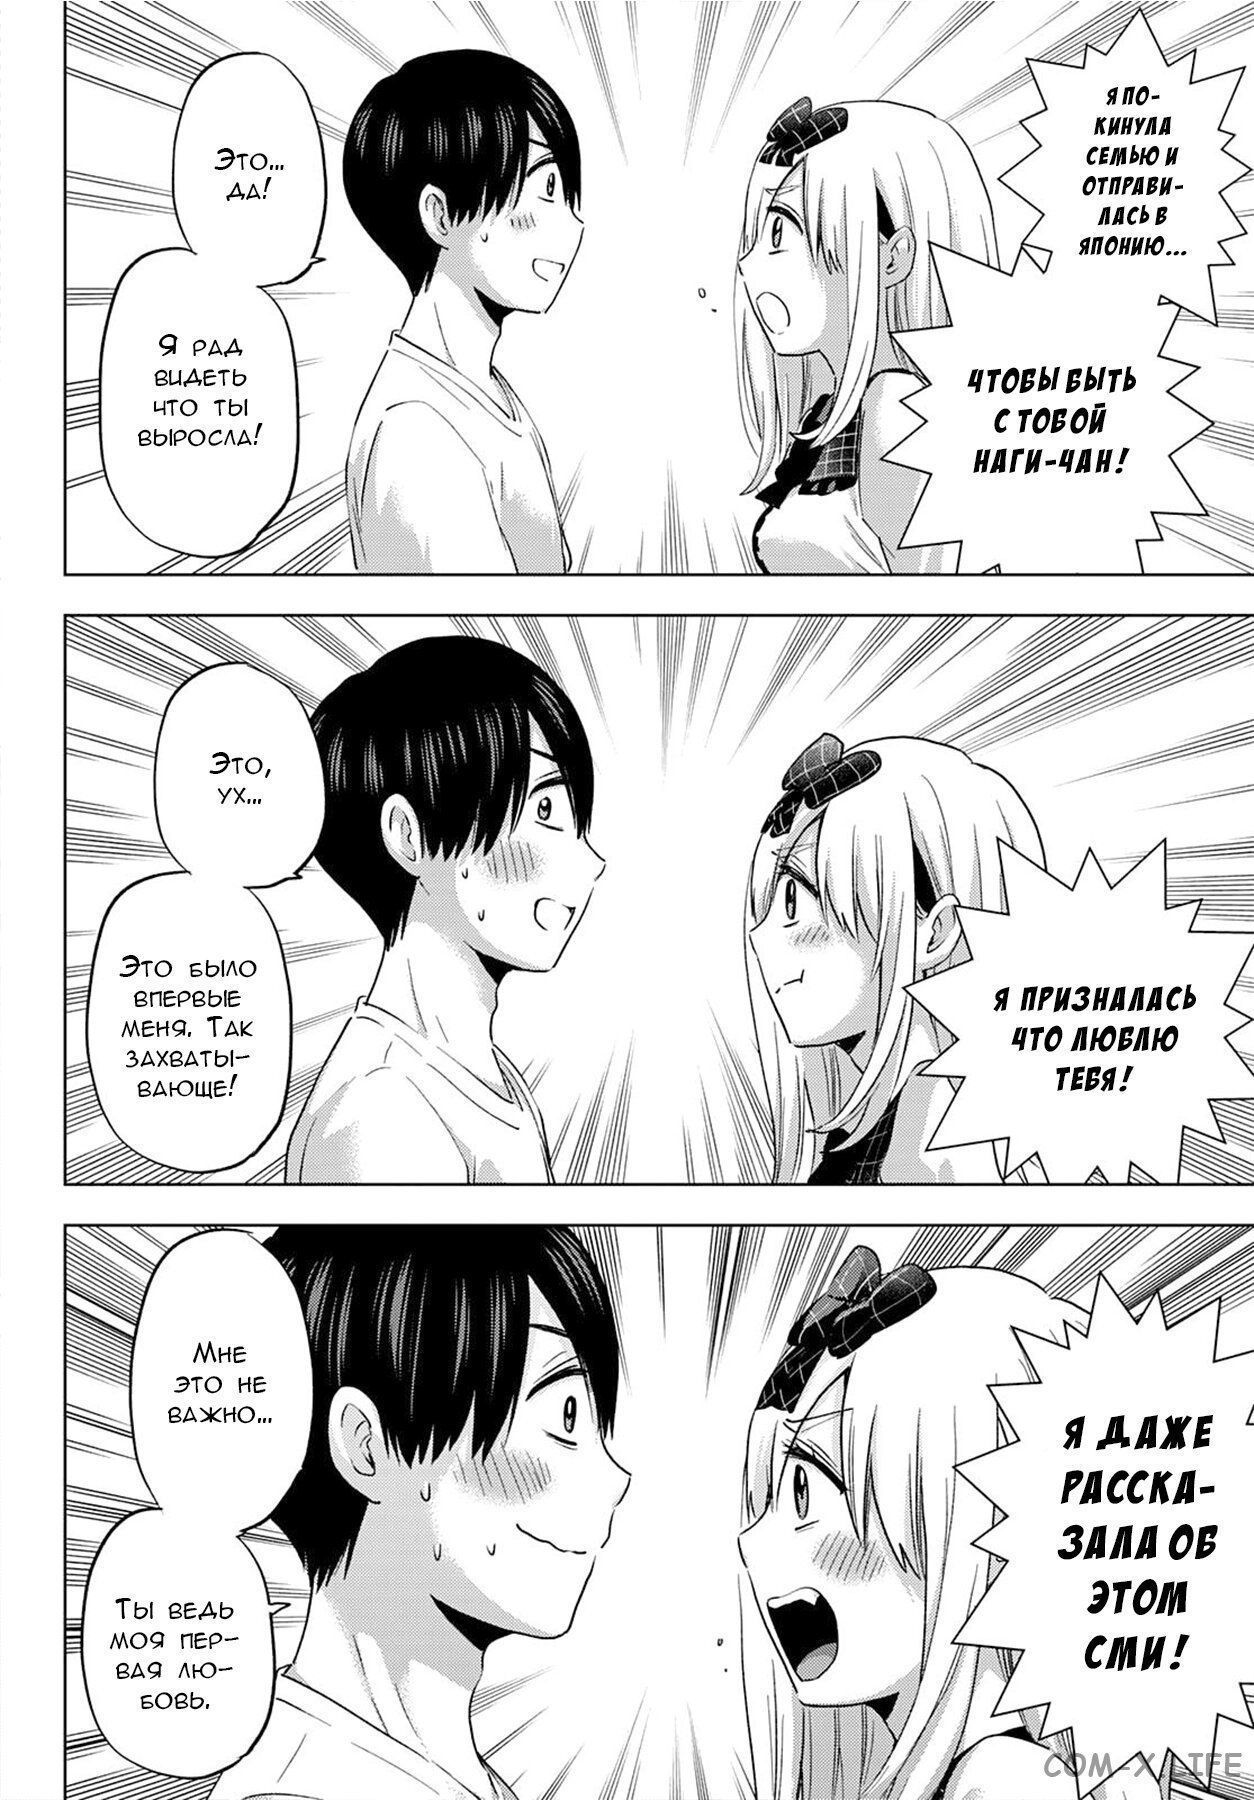 Я ПО-
КИНУЛА
СЕМЬЮ И
ОТПРАВИ-
ЛАСЬ В
ЯПОНИЮ...
ЧТОБЫ БЫТЬ
С ТОБОЙ
НАГИ-ЧАН!
ЭТО...
ДА!
Я РАД
ВИДЕТЬ
ЧТО ТЫ
ВЫРОСЛА!
Я ПРИЗНАЛАСЬ
ЧТО ЛЮБЛЮ
ТЕБЯ!
ЭТО,
УХ...
ЭТО БЫЛО
ВПЕРВЫЕ
МЕНЯ. ТАК
ЗАХВАТЫ-
ВАЮЩЕ!
Я ДАЖЕ
РАССКА-
ЗАЛА ОБ
ЭТОМ
СМИ!
МНЕ
ЭТО НЕ
ВАЖНО...
ТЫ ВЕДЬ
МОЯ ПЕР-
ВАЯ ЛЮ-
БОВЬ.
COM-X.LIFE